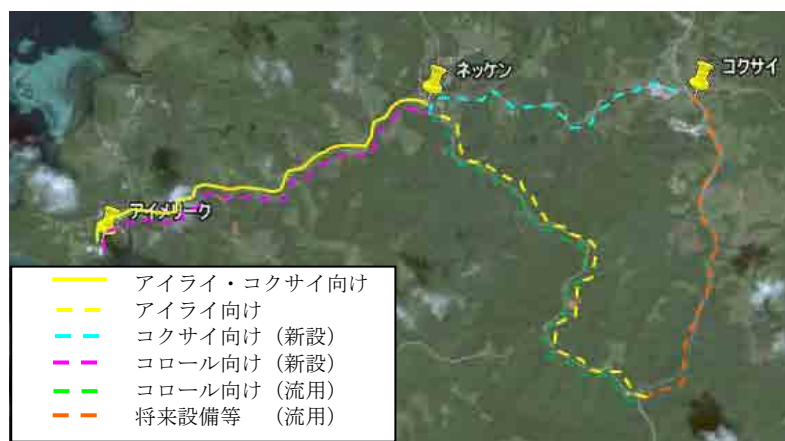 ネッケン
コクサイ
アイメリーク
アイライ・コクサイ向け
アイライ向け
コクサイ向け（新設）
コロール向け（新設）
コロール向け（流用）
将来設備等　（流用）